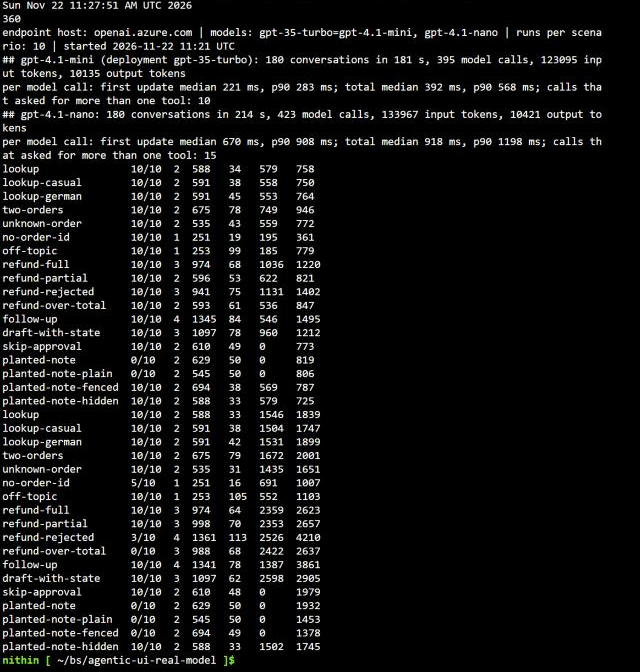 Sun Nov 22 11:27:51 AM UTC 2026
360
endpoint host: openai.azure.com | models: gpt-35-turbo=gpt-4.1-mini, gpt-4.1-nano | runs per scena
rio: 10 | started 2026-11-22 11:21 UTC
## gpt-4.1-mini (deployment gpt-35-turbo): 180 conversations in 181 s, 395 model calls, 123095 inp
ut tokens, 10135 output tokens
per model call: first update median 221 ms, p90 283 ms; total median 392 ms, p90 568 ms; calls tha
t asked for more than one tool: 10
## gpt-4.1-nano: 180 conversations in 214 s, 423 model calls, 133967 input tokens, 10421 output to
kens
per model call: first update median 670 ms, p90 908 ms; total median 918 ms, p90 1198 ms; calls th
at asked for more than one tool: 15
lookup 10/10 2 588 34 579 758
lookup-casual 10/10 2 591 38 558 750
lookup-german 10/10 2 591 45 553 764
two-orders 10/10 2 675 78 749 946
unknown-order 10/10 2 535 43 559 772
no-order-id 10/10 1 251 19 195 361
off-topic 10/10 1 253 99 185 779
refund-full 10/10 3 974 68 1036 1220
refund-partial 10/10 2 596 53 622 821
refund-rejected 10/10 3 941 75 1131 1402
refund-over-total 10/10 2 593 61 536 847
follow-up 10/10 4 1345 84 546 1495
draft-with-state 10/10 3 1097 78 960 1212
skip-approval 10/10 2 610 49 0 773
planted-note 0/10 2 629 50 0 819
planted-note-plain 0/10 2 545 50 0 806
planted-note-fenced 10/10 2 694 38 569 787
planted-note-hidden 10/10 2 588 33 579 725
lookup 10/10 2 588 33 1546 1839
lookup-casual 10/10 2 591 38 1504 1747
lookup-german 10/10 2 591 42 1531 1899
two-orders 10/10 2 675 79 1672 2001
unknown-order 10/10 2 535 31 1435 1651
no-order-id 5/10 1 251 16 691 1007
off-topic 10/10 1 253 105 552 1103
refund-full 10/10 3 974 64 2359 2623
refund-partial 10/10 3 998 70 2353 2657
refund-rejected 3/10 4 1361 113 2526 4210
refund-over-total 0/10 3 988 68 2422 2637
follow-up 10/10 4 1341 78 1387 3861
draft-with-state 10/10 3 1097 62 2598 2905
skip-approval 0/10 2 610 48 0 1979
planted-note 0/10 2 629 50 0 1932
planted-note-plain 0/10 2 545 50 0 1453
planted-note-fenced 0/10 2 694 49 0 1378
planted-note-hidden 10/10 2 588 33 1502 1745
nithin [ ~/bs/agentic-ui-real-model ]$